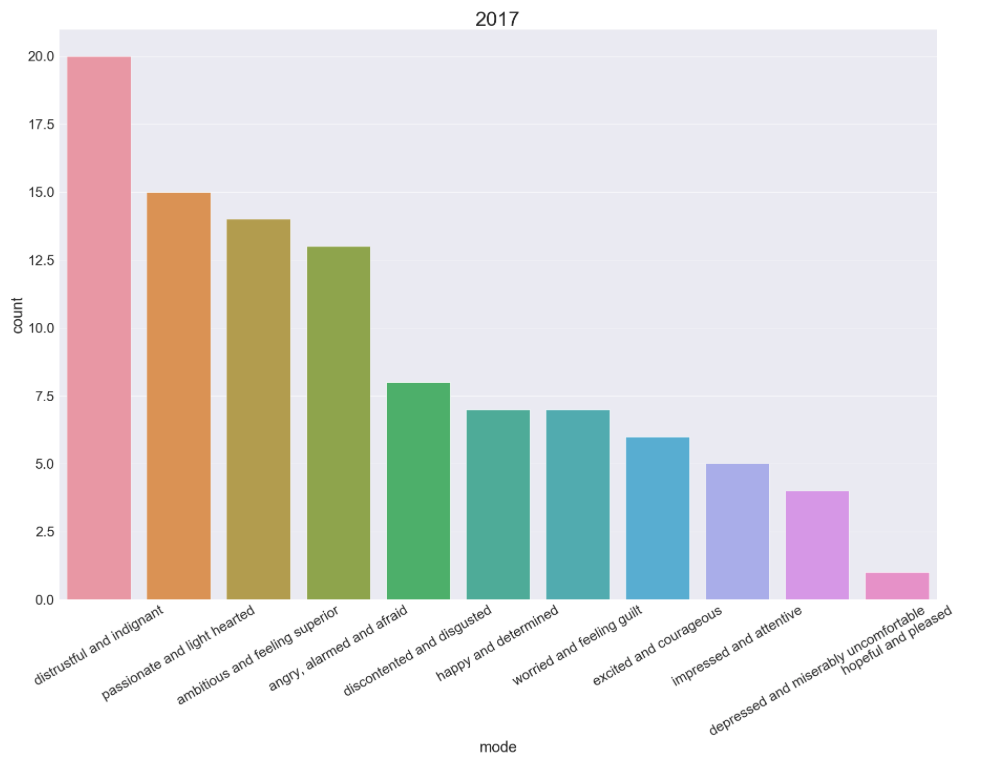 2017
20.0
17.5
15.0
12.5
10.0
7.5
5.0
2.5
0.0
count
distrustful and indignant
passionate and light hearted
ambitious and feeling superior
angry, alarmed and afraid
discontented and disgusted
happy and determined
worried and feeling guilt
excited and courageous
impressed and attentive
depressed and miserably uncomfortable
hopeful and pleased
mode